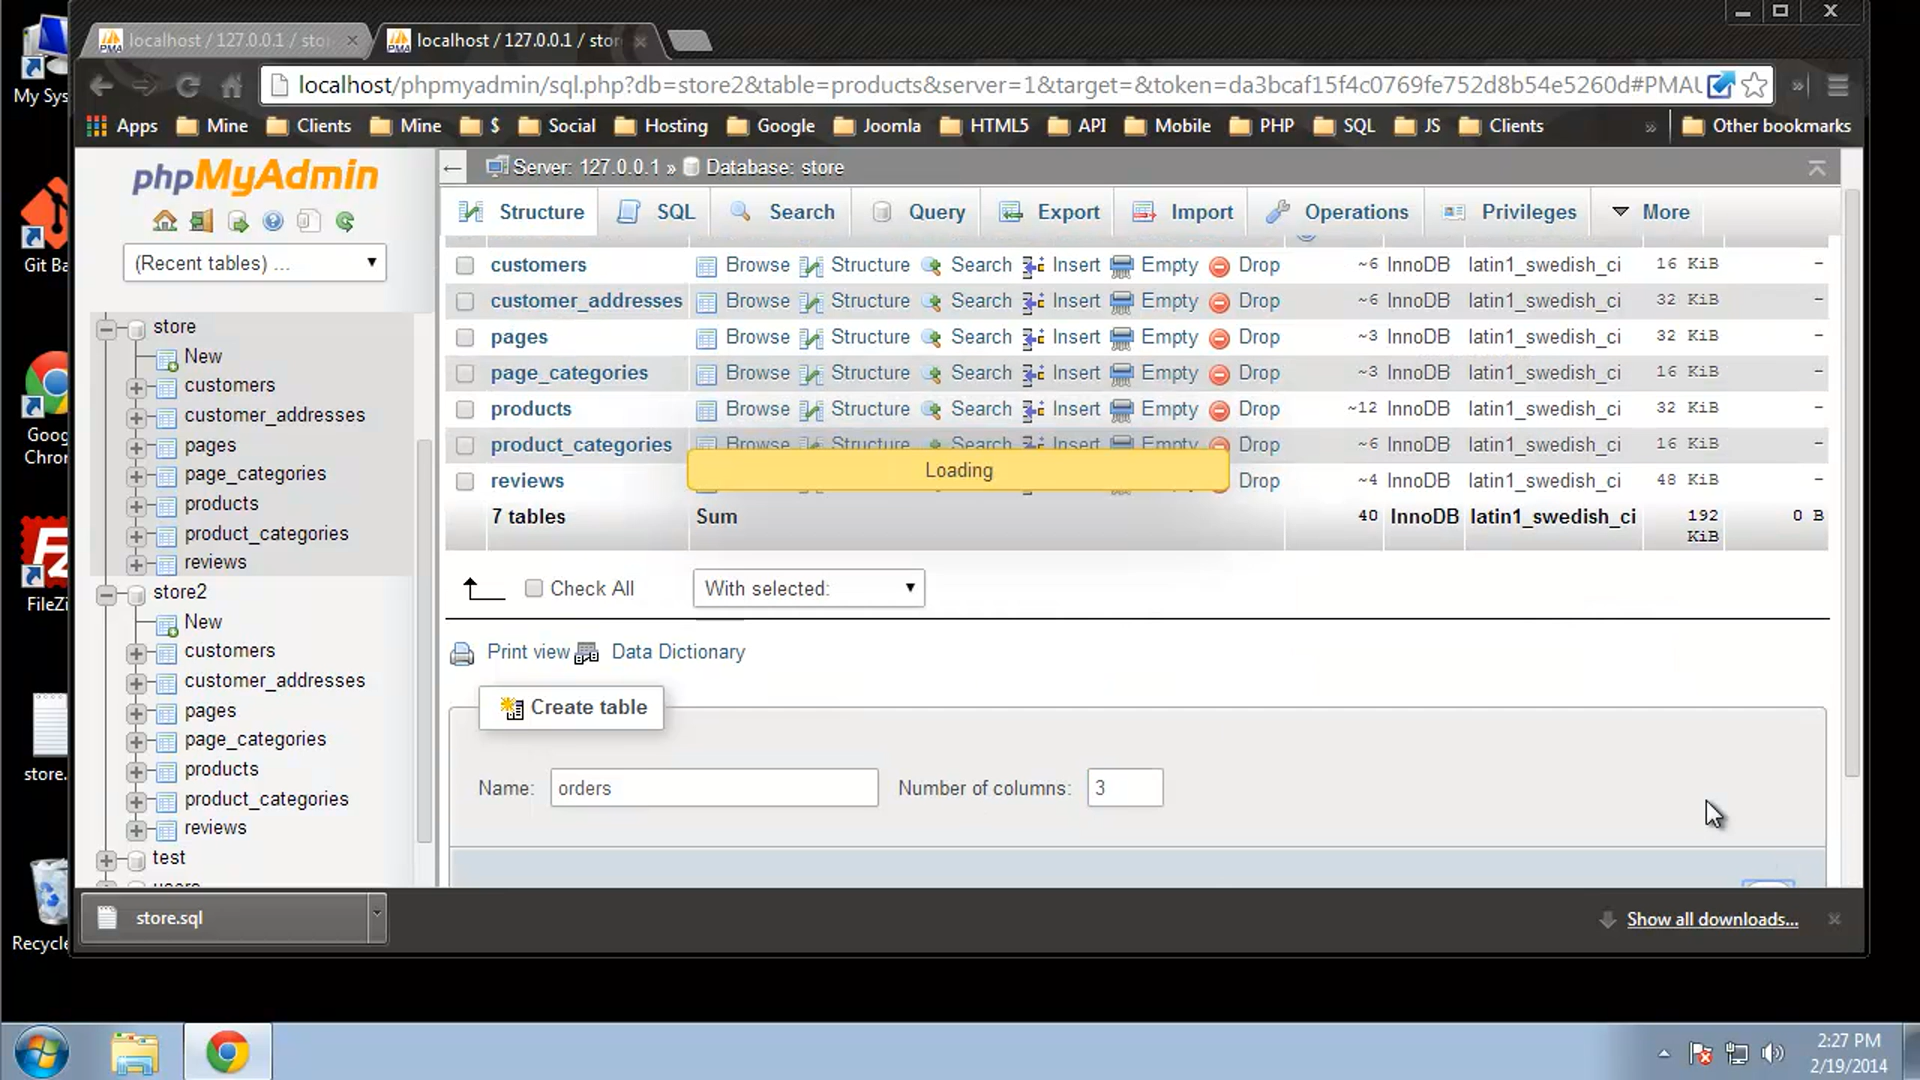 My Sys
Git Ba
Goog
Chron
FileZi
store.
Recycle
localhost / 127.0.0.1 / stor
localhost / 127.0.0.1 / stor
localhost/phpmyadmin/sql.php?db=store2&table=products&server=1&target=&token=da3bcaf15f4c0769fe752d8b54e5260d#PMAU
Apps Mine Clients Mine $ Social Hosting Google Joomla HTML5 API Mobile PHP SQL JS Clients » Other bookmarks
phpMyAdmin
(Recent tables) ...
store
New
customers
customer_addresses
pages
page_categories
products
product_categories
reviews
store2
New
customers
customer_addresses
pages
page_categories
products
product_categories
reviews
test
users
Server: 127.0.0.1 » Database: store
Structure SQL Search Query Export Import Operations Privileges More
customers Browse Structure Search Insert Empty Drop ~6 InnoDB latin1_swedish_ci 16 KiB -
customer_addresses Browse Structure Search Insert Empty Drop ~6 InnoDB latin1_swedish_ci 32 KiB -
pages Browse Structure Search Insert Empty Drop ~3 InnoDB latin1_swedish_ci 32 KiB -
page_categories Browse Structure Search Insert Empty Drop ~3 InnoDB latin1_swedish_ci 16 KiB -
products Browse Structure Search Insert Empty Drop ~12 InnoDB latin1_swedish_ci 32 KiB -
product_categories Browse Structure Search Insert Empty Drop ~6 InnoDB latin1_swedish_ci 16 KiB -
Loading
reviews Drop ~4 InnoDB latin1_swedish_ci 48 KiB -
7 tables Sum 40 InnoDB latin1_swedish_ci 192 KiB 0 B
Check All With selected:
Print view Data Dictionary
Create table
Name: orders Number of columns: 3
store.sql
Show all downloads...
2:27 PM
2/19/2014